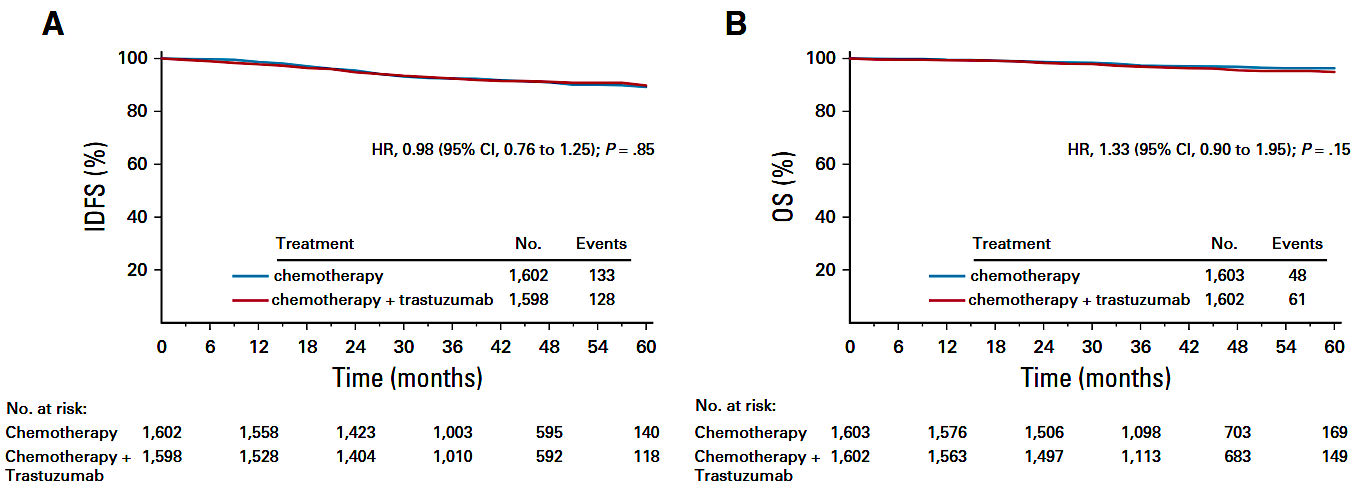 A
100
80
60
40
20
IDFS (%)
HR, 0.98 (95% CI, 0.76 to 1.25); P = .85
Treatment No. Events
chemotherapy 1,602 133
chemotherapy + trastuzumab 1,598 128
0 6 12 18 24 30 36 42 48 54 60
Time (months)
No. at risk:
Chemotherapy 1,602 1,558 1,423 1,003 595 140
Chemotherapy + 1,598 1,528 1,404 1,010 592 118
Trastuzumab
B
100
80
60
40
20
OS (%)
HR, 1.33 (95% CI, 0.90 to 1.95); P = .15
Treatment No. Events
chemotherapy 1,603 48
chemotherapy + trastuzumab 1,602 61
0 6 12 18 24 30 36 42 48 54 60
Time (months)
No. at risk:
Chemotherapy 1,603 1,576 1,506 1,098 703 169
Chemotherapy + 1,602 1,563 1,497 1,113 683 149
Trastuzumab